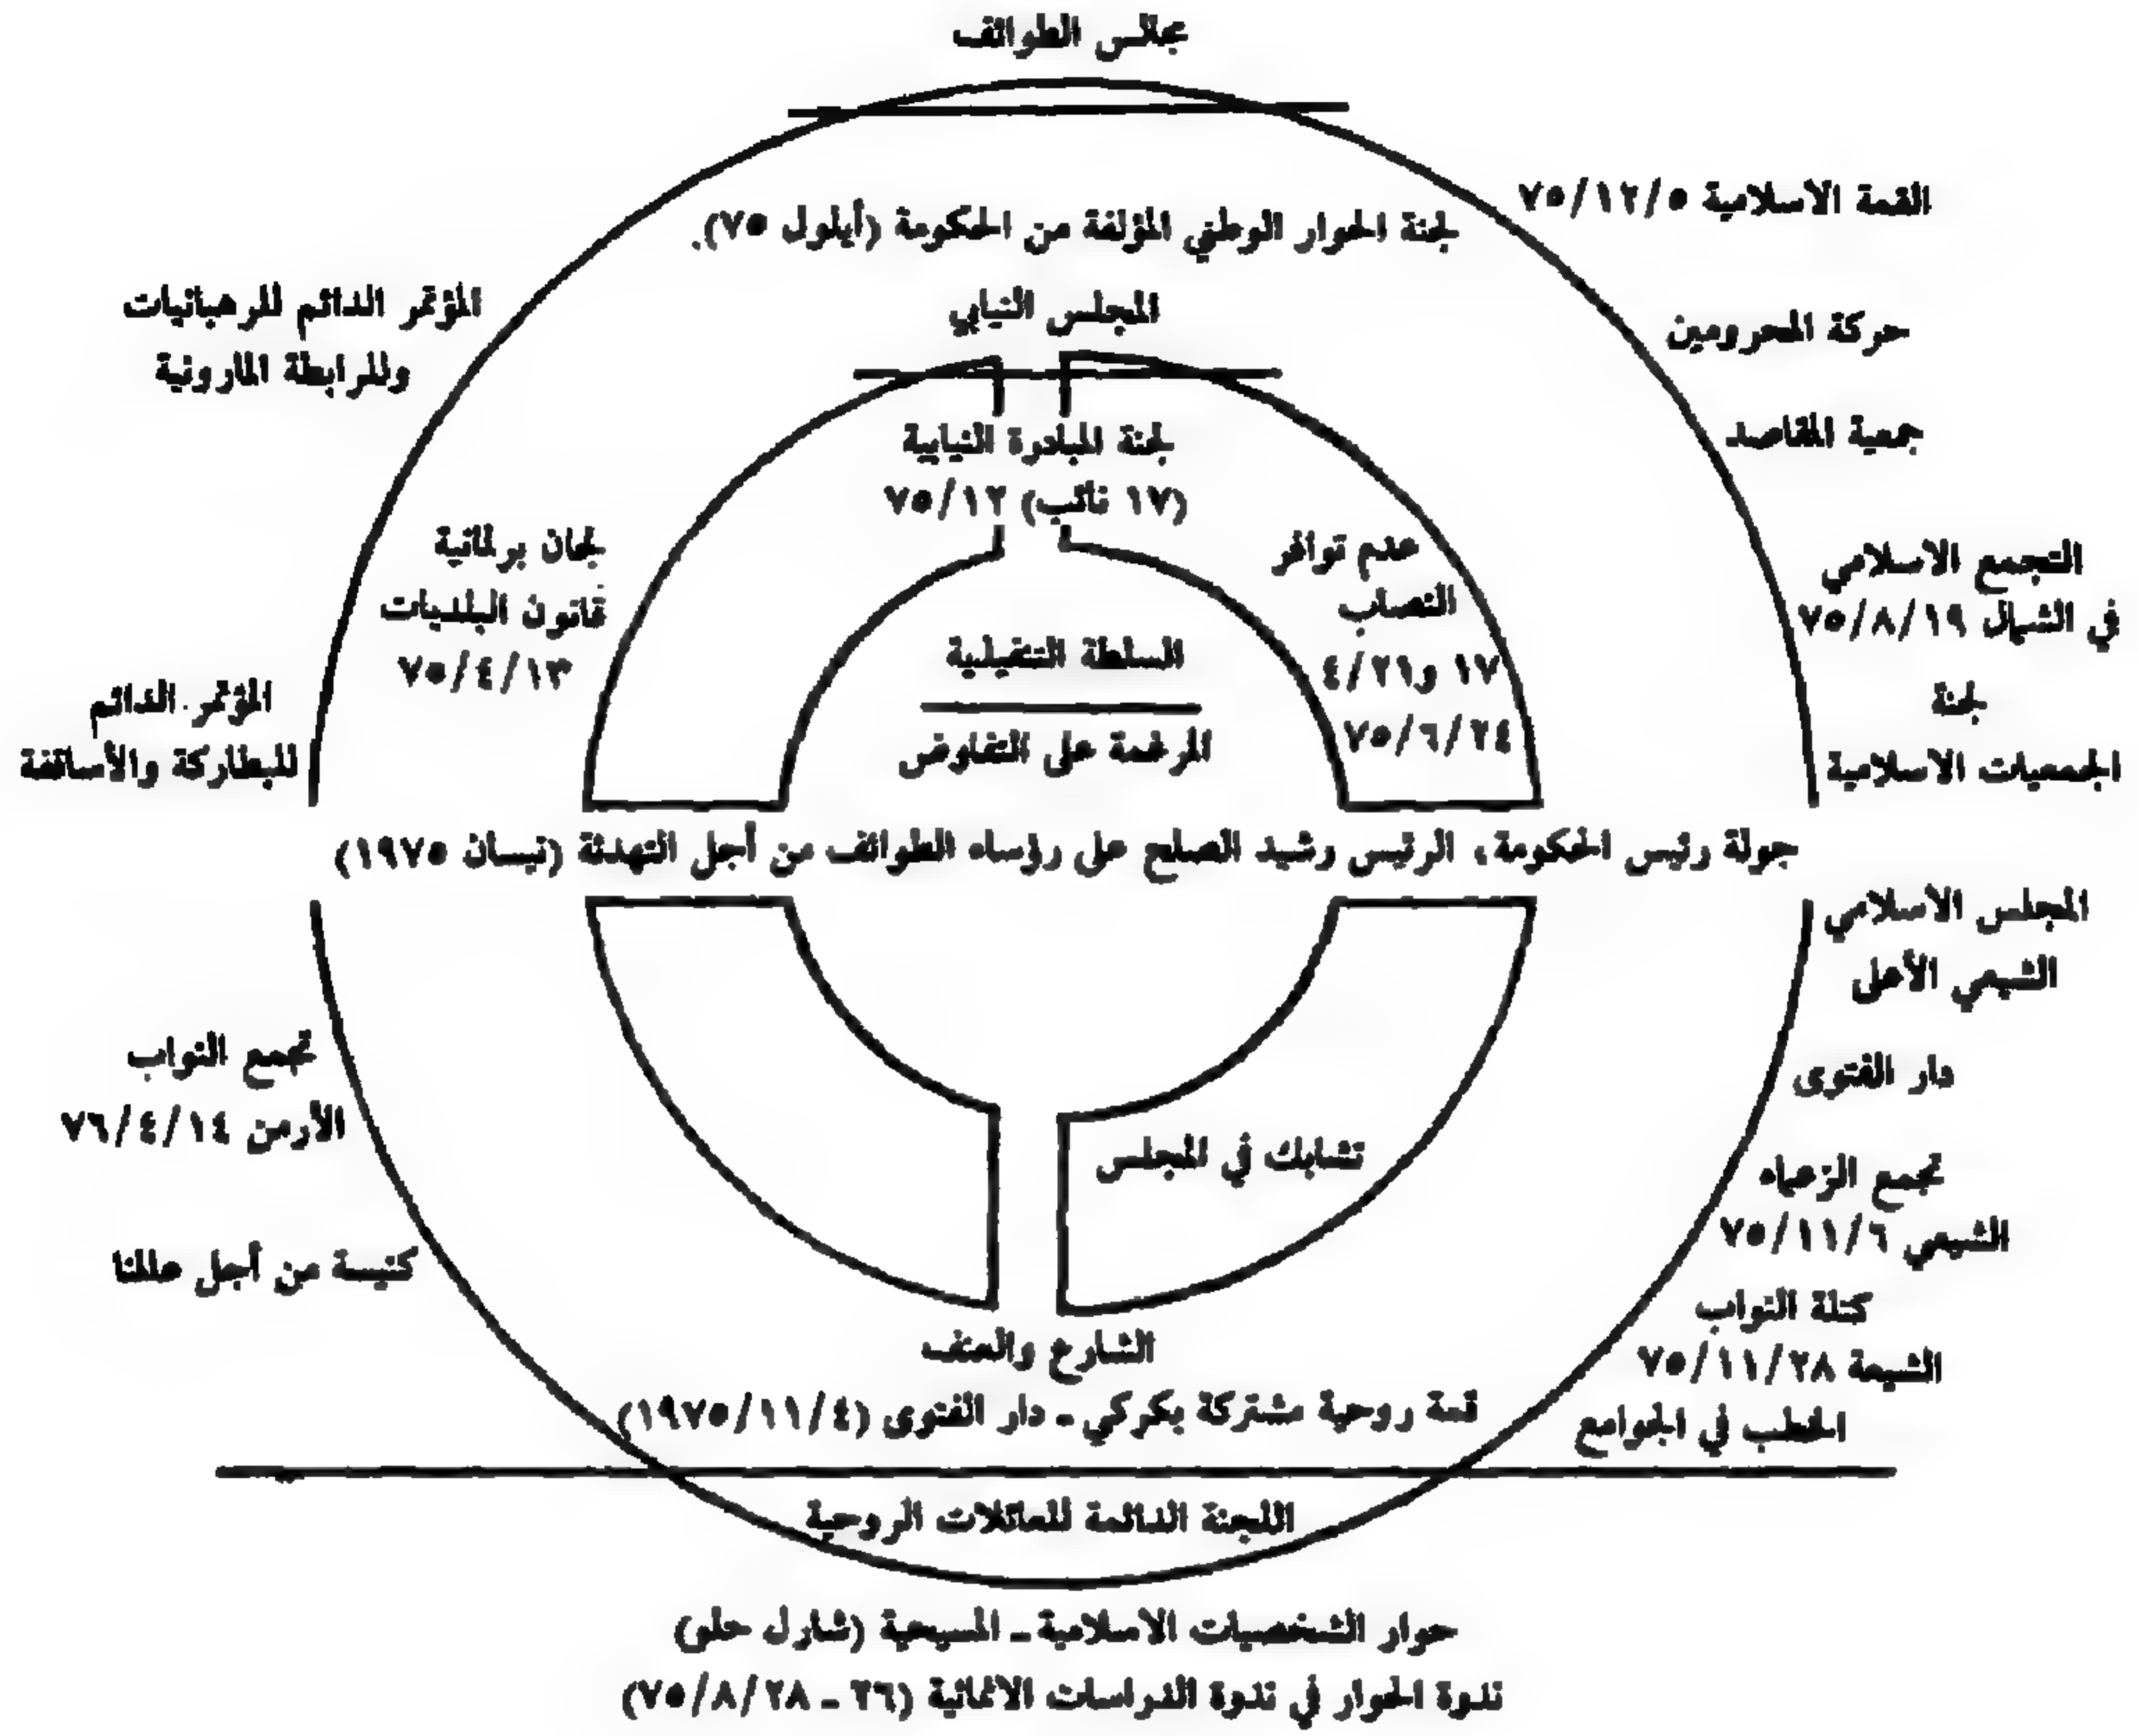 مجالس الطوائف
القمة الاسلامية ٧٥/١٢/٥
لجنة الحوار الوطني المؤلفة من الحكومة (أيلول ٧٥).
المؤتمر الدائم للرهبانيات
وللرابطة المارونية
المجلس النيابي
حركة المحرومين
جمعية المقاصد
لجنة المبادرة النيابية
(١٧ نائب) ٧٥/١٢
لجان برلمانية
قانون البلديات
٧٥/٤/١٣
عدم توافر
النصاب
١٧ و٤/٢١
٧٥/٦/٢٤
التجمع الاسلامي
في الشمال ٧٥/٨/١٩
السلطة التنفيذية
المرغمة على التفاوض
المؤتمر الدائم
للبطاركة والأساقفة
لجنة
الجمعيات الاسلامية
جولة رئيس الحكومة، الرئيس رشيد الصلح على رؤساء الطوائف من أجل التهدئة (نيسان ١٩٧٥)
المجلس الاسلامي
الشيعي الأعلى
دار الفتوى
تجمع النواب
الأرمن ٧٦/٤/١٤
تشابك في المجلس
تجمع الزعماء
الشيعي ٧٥/١١/٦
كنيسة من أجل عالمنا
كتلة النواب
الشيعة ٧٥/١١/٢٨
الشارع والعنف
قمة روحية مشتركة بكركي - دار الفتوى (١٩٧٥/١١/٤)
الخطب في الجوامع
اللجنة الدائمة للعائلات الروحية
حوار الشخصيات الاسلامية - المسيحية (شارل حلو)
ندوة الحوار في ندوة الدراسات الانمائية (٢٦ - ٧٥/٨/٢٨)